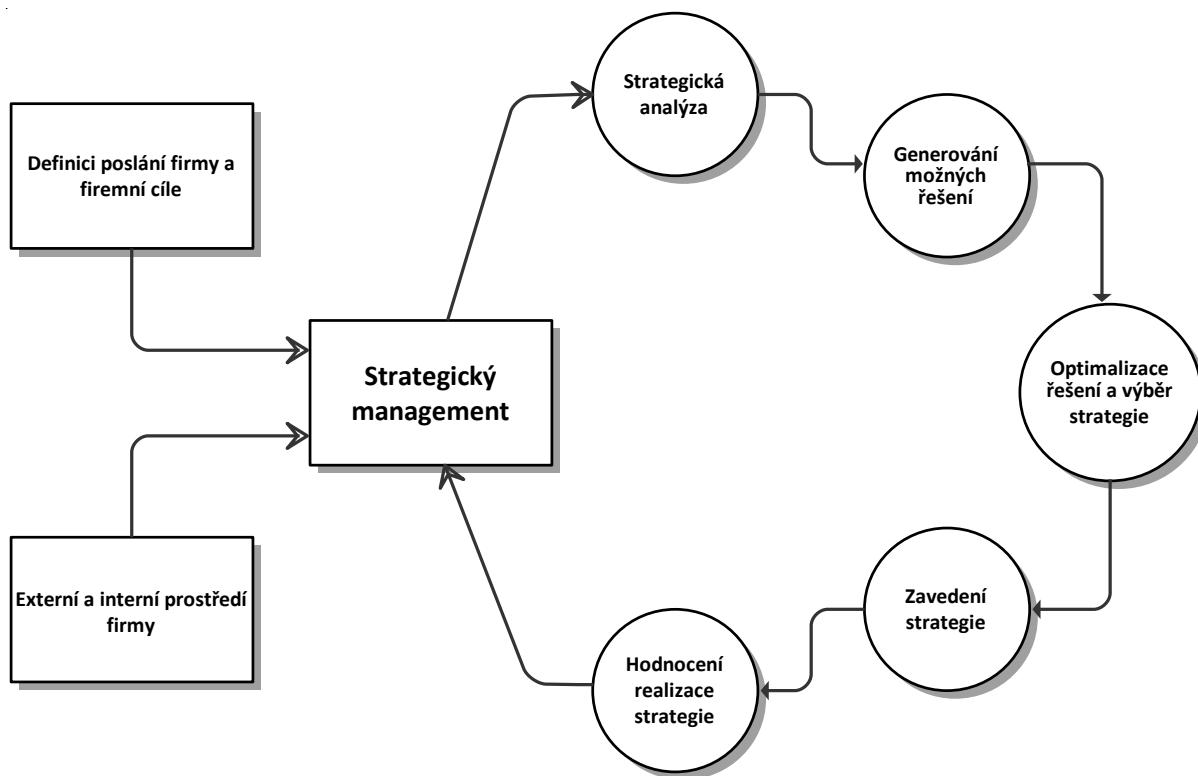 Definici poslání firmy a
firemní cíle
Externí a interní prostředí
firmy
Strategický
management
Strategická
analýza
Generování
možných
řešení
Optimalizace
řešení a výběr
strategie
Zavedení
strategie
Hodnocení
realizace
strategie